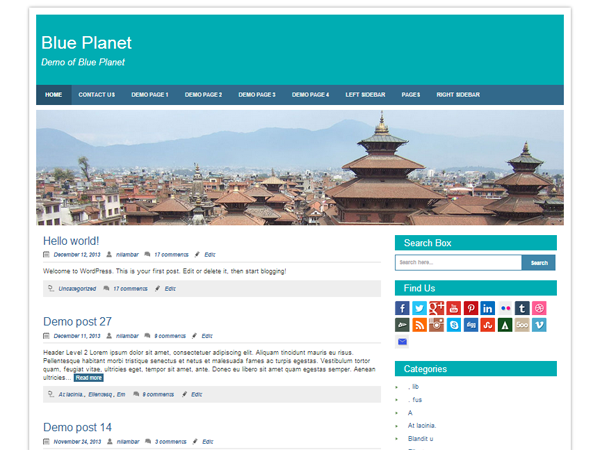 Blue Planet
Demo of Blue Planet
HOME CONTACT US DEMO PAGE 1 DEMO PAGE 2 DEMO PAGE 3 DEMO PAGE 4 LEFT SIDEBAR PAGES RIGHT SIDEBAR
Hello world!
December 12, 2013 nilambar 17 comments Edit
Welcome to WordPress. This is your first post. Edit or delete it, then start blogging!
Uncategorized 17 comments Edit
Demo post 27
December 11, 2013 nilambar 9 comments Edit
Header Level 2 Lorem ipsum dolor sit amet, consectetuer adipiscing elit. Aliquam tincidunt mauris eu risus.
Pellentesque habitant morbi tristique senectus et netus et malesuada fames ac turpis egestas. Vestibulum tortor
quam, feugiat vitae, ultricies eget, tempor sit amet, ante. Donec eu libero sit amet quam egestas semper. Aenean
ultricies... Read more
At lacinia., Ellentesq, Em 9 comments Edit
Demo post 14
November 24, 2013 nilambar 3 comments Edit
Search Box
Search here... Search
Find Us
Categories
. lib
. fus
A
At lacinia.
Blandit u